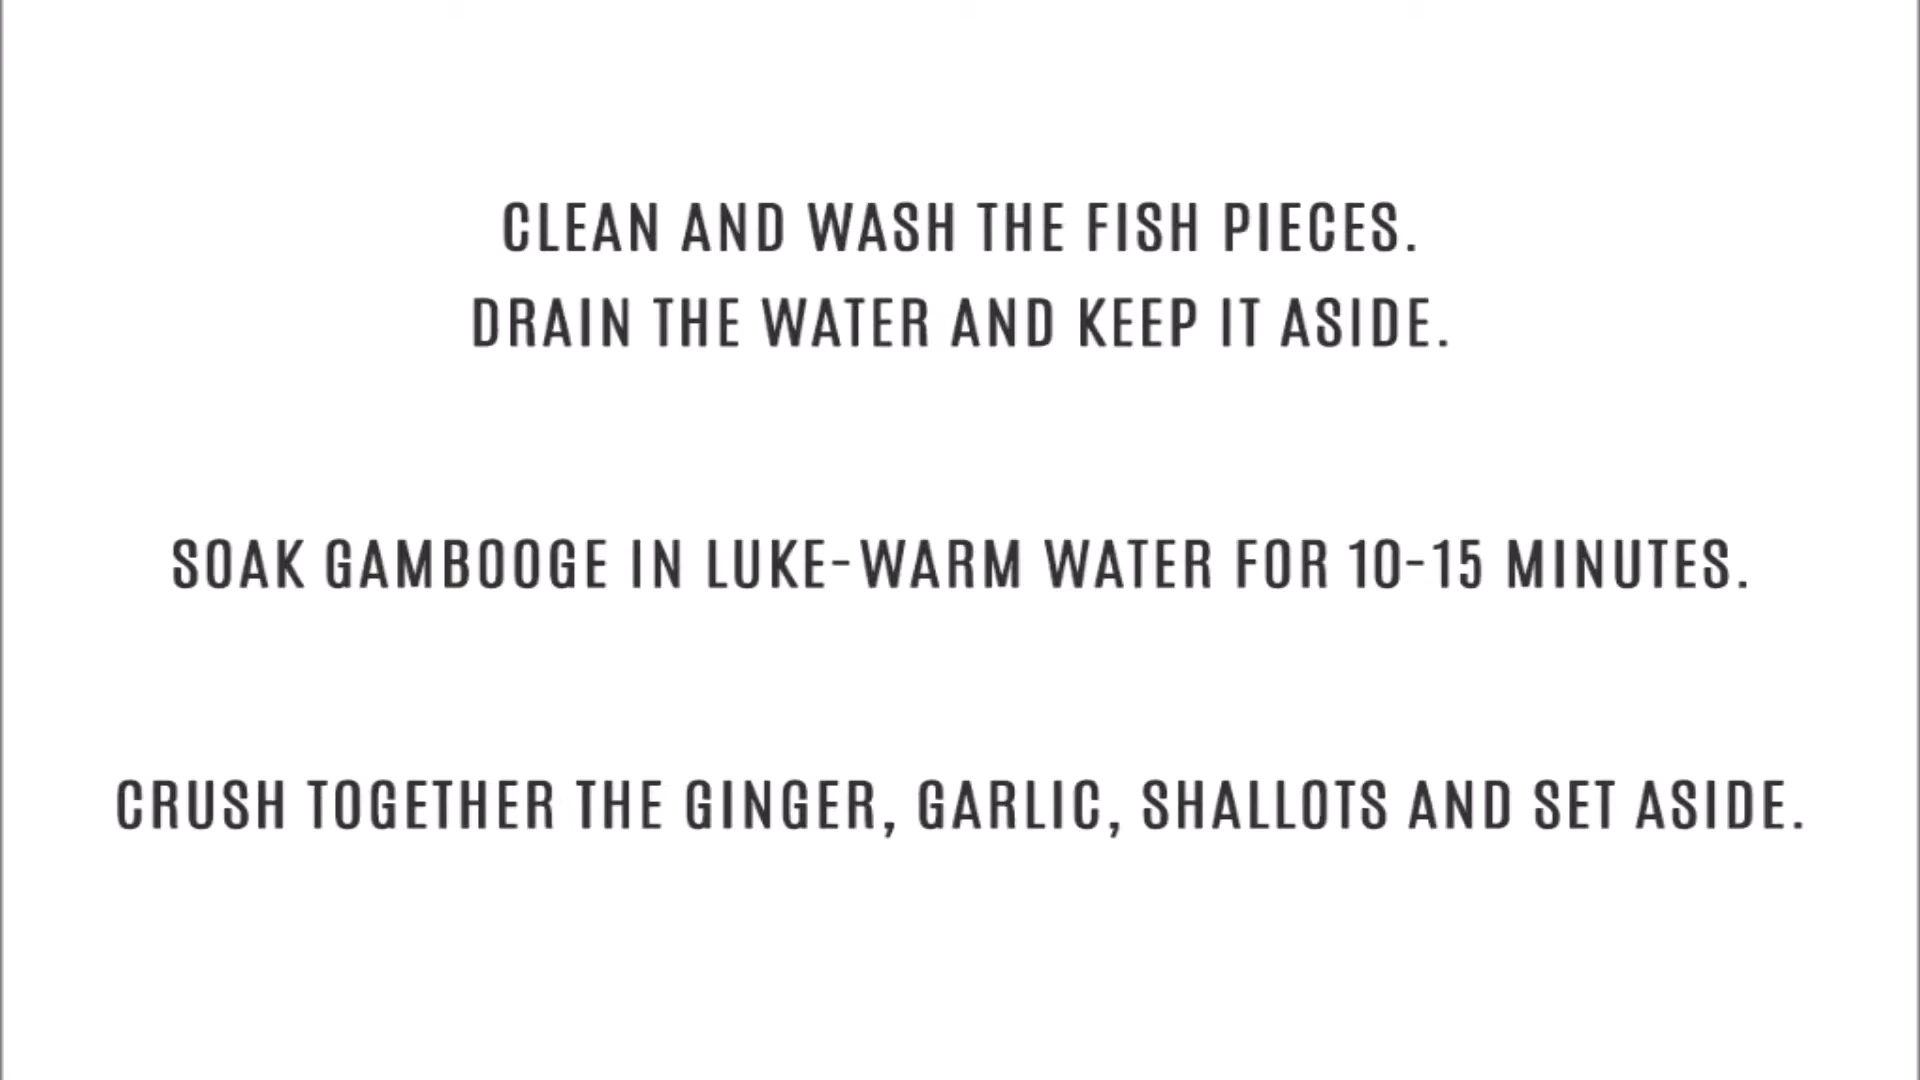 CLEAN AND WASH THE FISH PIECES.
DRAIN THE WATER AND KEEP IT ASIDE.
SOAK GAMBOOGE IN LUKE-WARM WATER FOR 10-15 MINUTES.
CRUSH TOGETHER THE GINGER, GARLIC, SHALLOTS AND SET ASIDE.